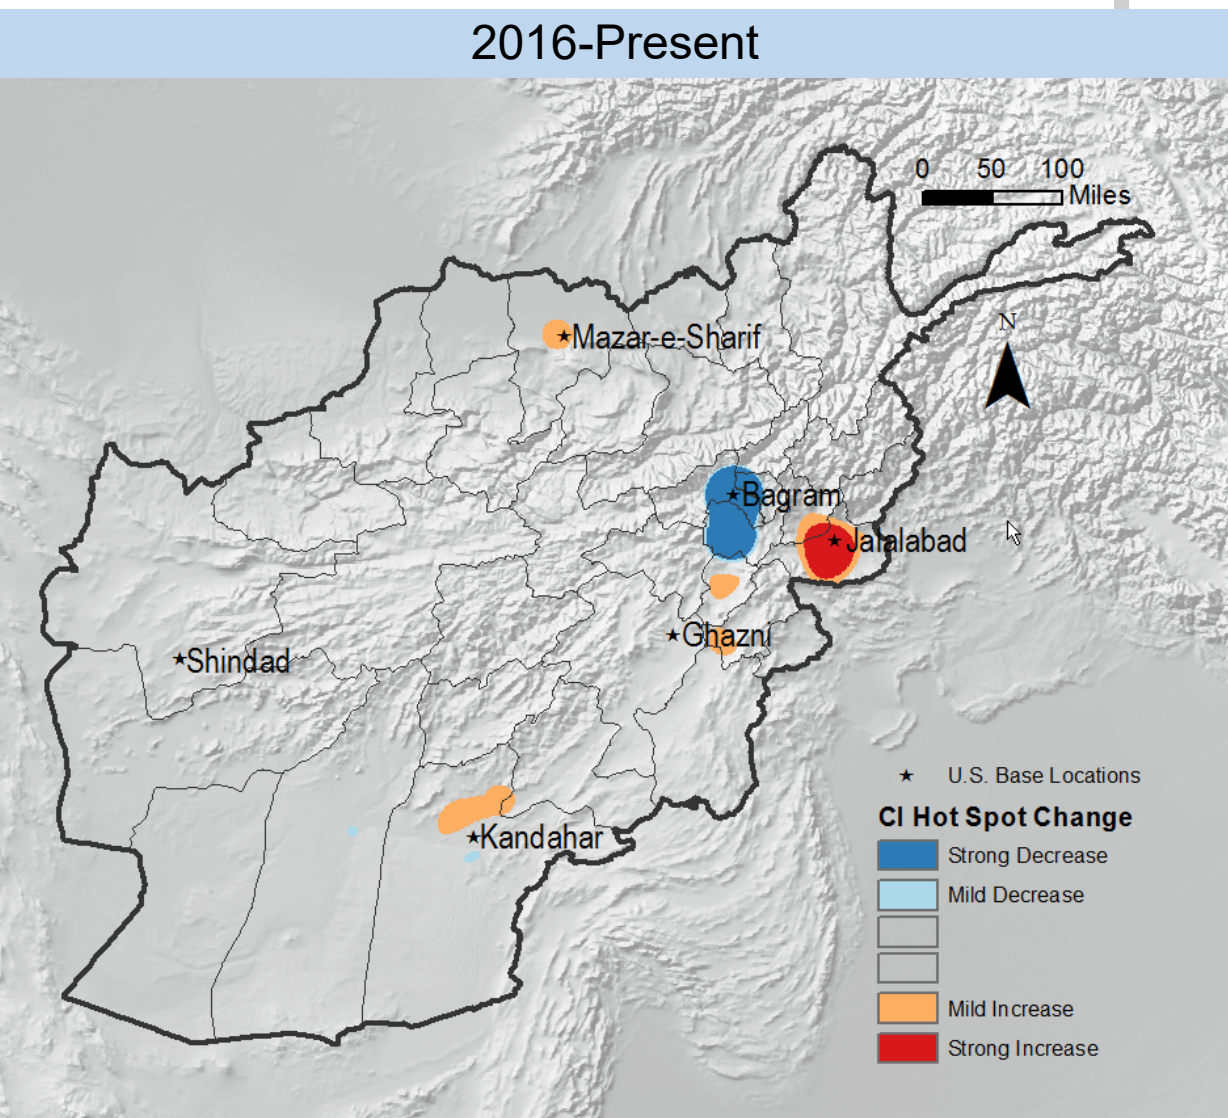 2016-Present
0 50 100
Miles
N
Mazar-e-Sharif
Bagram
Jalalabad
Ghazni
Shindad
Kandahar
U.S. Base Locations
CI Hot Spot Change
Strong Decrease
Mild Decrease
Mild Increase
Strong Increase